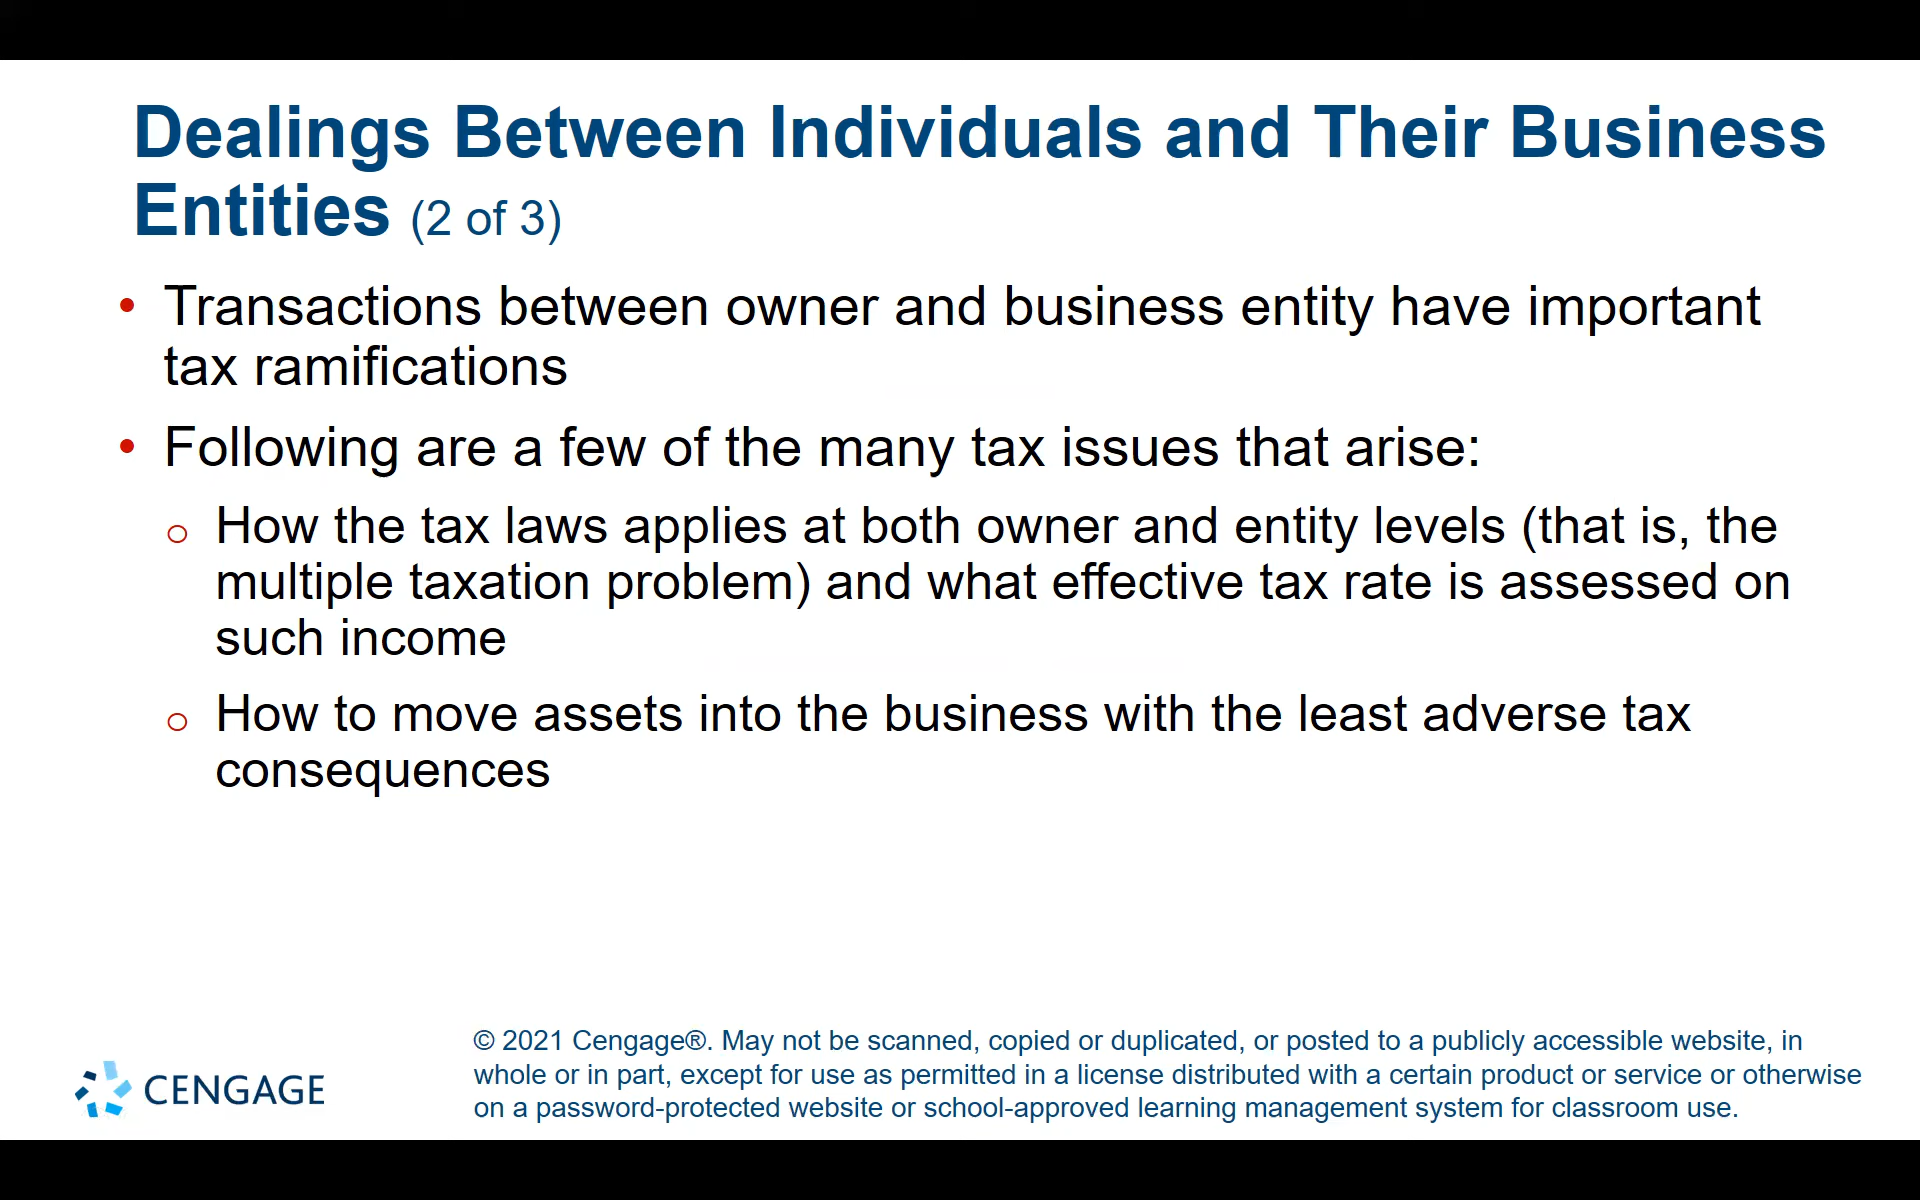 Dealings Between Individuals and Their Business
Entities (2 of 3)
• Transactions between owner and business entity have important
tax ramifications
• Following are a few of the many tax issues that arise:
o How the tax laws applies at both owner and entity levels (that is, the
multiple taxation problem) and what effective tax rate is assessed on
such income
o How to move assets into the business with the least adverse tax
consequences
© 2021 Cengage®. May not be scanned, copied or duplicated, or posted to a publicly accessible website, in
whole or in part, except for use as permitted in a license distributed with a certain product or service or otherwise
on a password-protected website or school-approved learning management system for classroom use.
CENGAGE